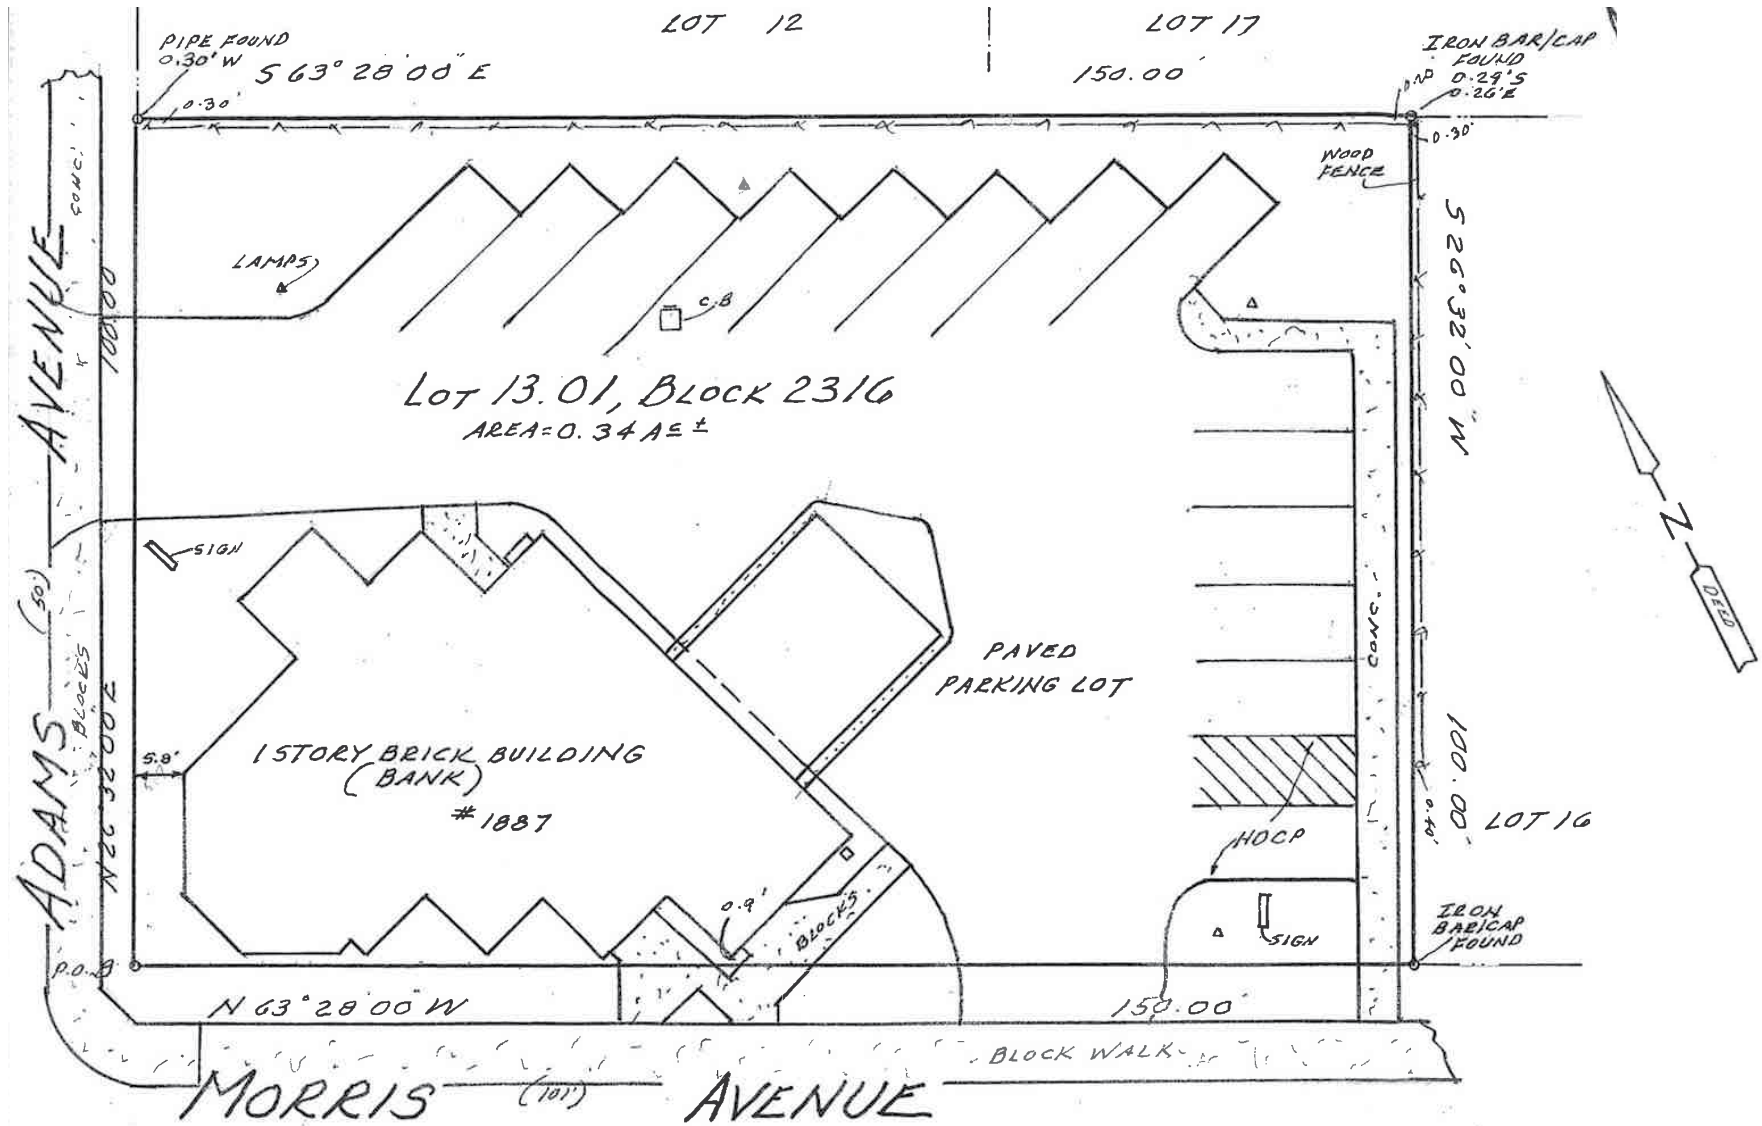 LOT 12
LOT 17
PIPE FOUND
0.30' W
S 63° 28' 00" E
150.00'
IRON BAR/CAP
FOUND
0.29'S
0.26'E
0.30'
0.30'
WOOD
FENCE
CONC.
LAMPS
C.B
S 26° 32' 00" W
100.00
LOT 13.01, BLOCK 2316
AREA = 0.34 Ac ±
ADAMS AVENUE
(50')
SIGN
BLOCKS
N 26° 32' 00" E
N
DEED
CONC.
PAVED
PARKING LOT
1 STORY BRICK BUILDING
(BANK)
# 1887
5.8'
HDCP
100.00'
0.40'
LOT 16
0.9'
BLOCKS
SIGN
IRON
BAR/CAP
FOUND
P.O.B
N 63° 28' 00" W
150.00'
BLOCK WALK
MORRIS (101') AVENUE